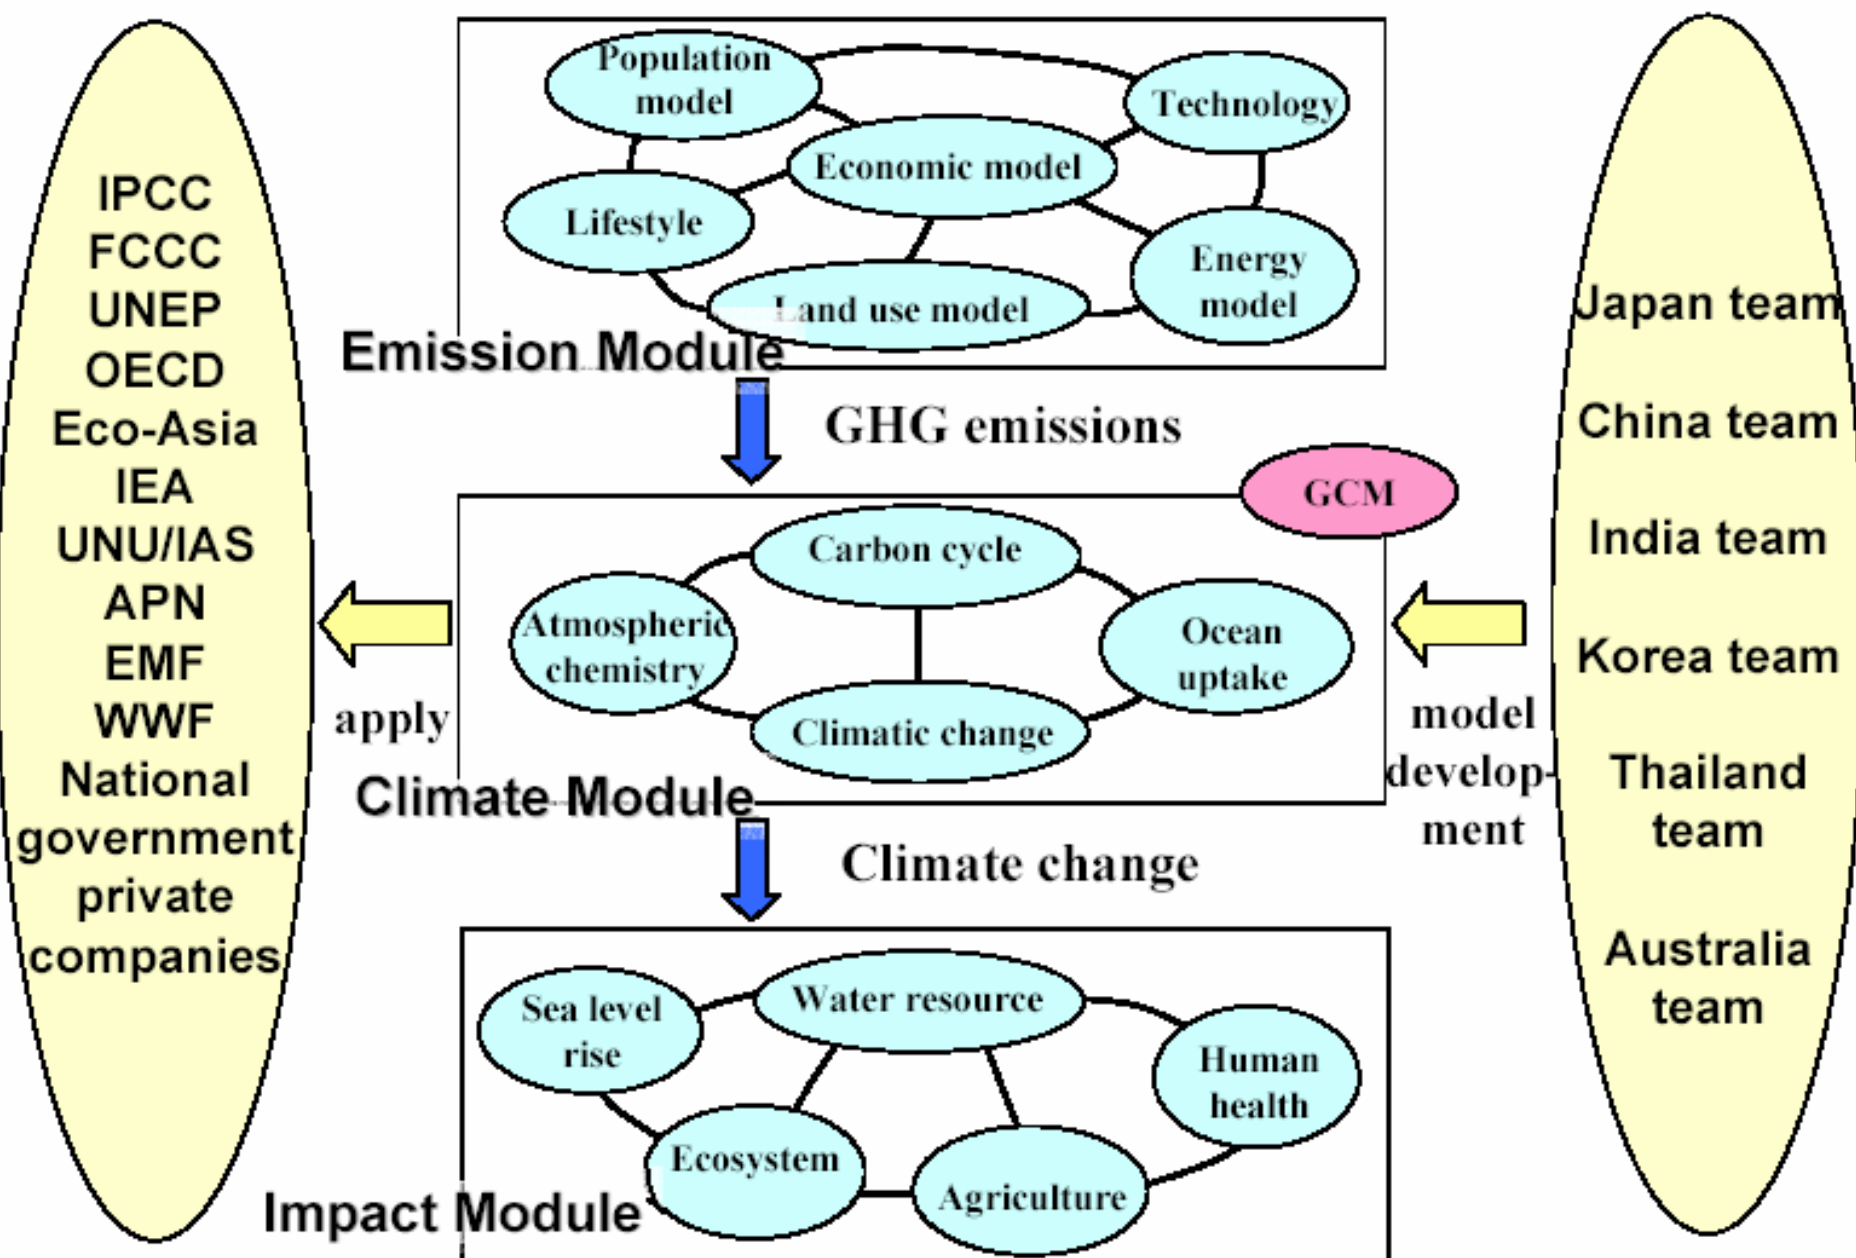 IPCC
FCCC
UNEP
OECD
Eco-Asia
IEA
UNU/IAS
APN
EMF
WWF
National
government
private
companies
Population
model
Technology
Economic model
Lifestyle
Energy
model
Land use model
Emission Module
GHG emissions
GCM
Carbon cycle
Atmospheric
chemistry
Ocean
uptake
Climatic change
apply
Climate Module
Climate change
model
develop-
ment
Sea level
rise
Water resource
Human
health
Ecosystem
Agriculture
Impact Module
Japan team
China team
India team
Korea team
Thailand
team
Australia
team